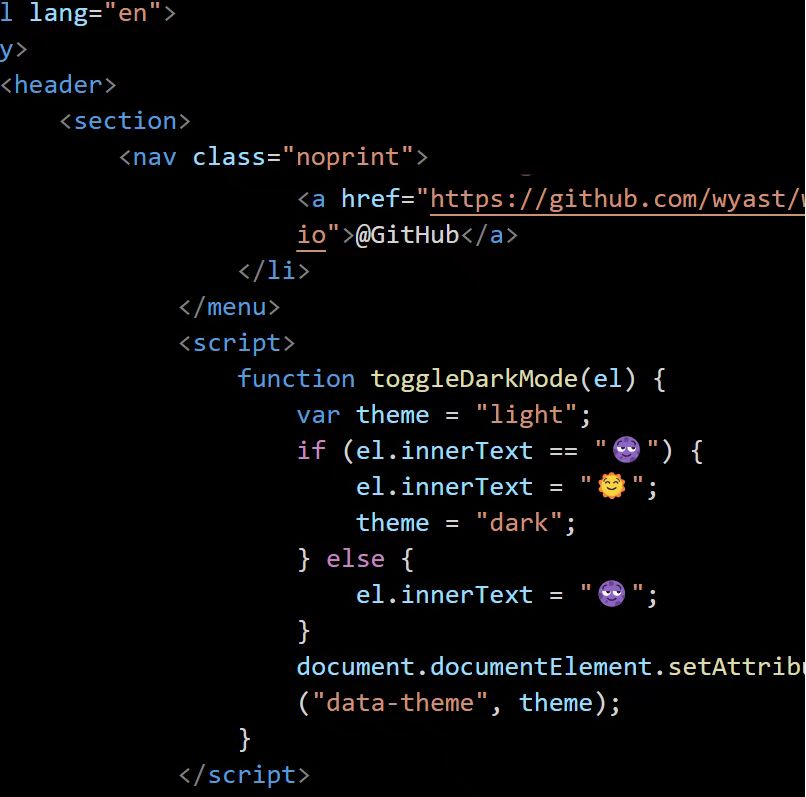 l lang="en">
y>
<header>
<section>
<nav class="noprint">
<a href="https://github.com/wyast/
io">@GitHub</a>
</li>
</menu>
<script>
function toggleDarkMode(el) {
var theme = "light";
if (el.innerText == "🌚") {
el.innerText = "🌞";
theme = "dark";
} else {
el.innerText = "🌚";
}
document.documentElement.setAttribu
("data-theme", theme);
}
</script>